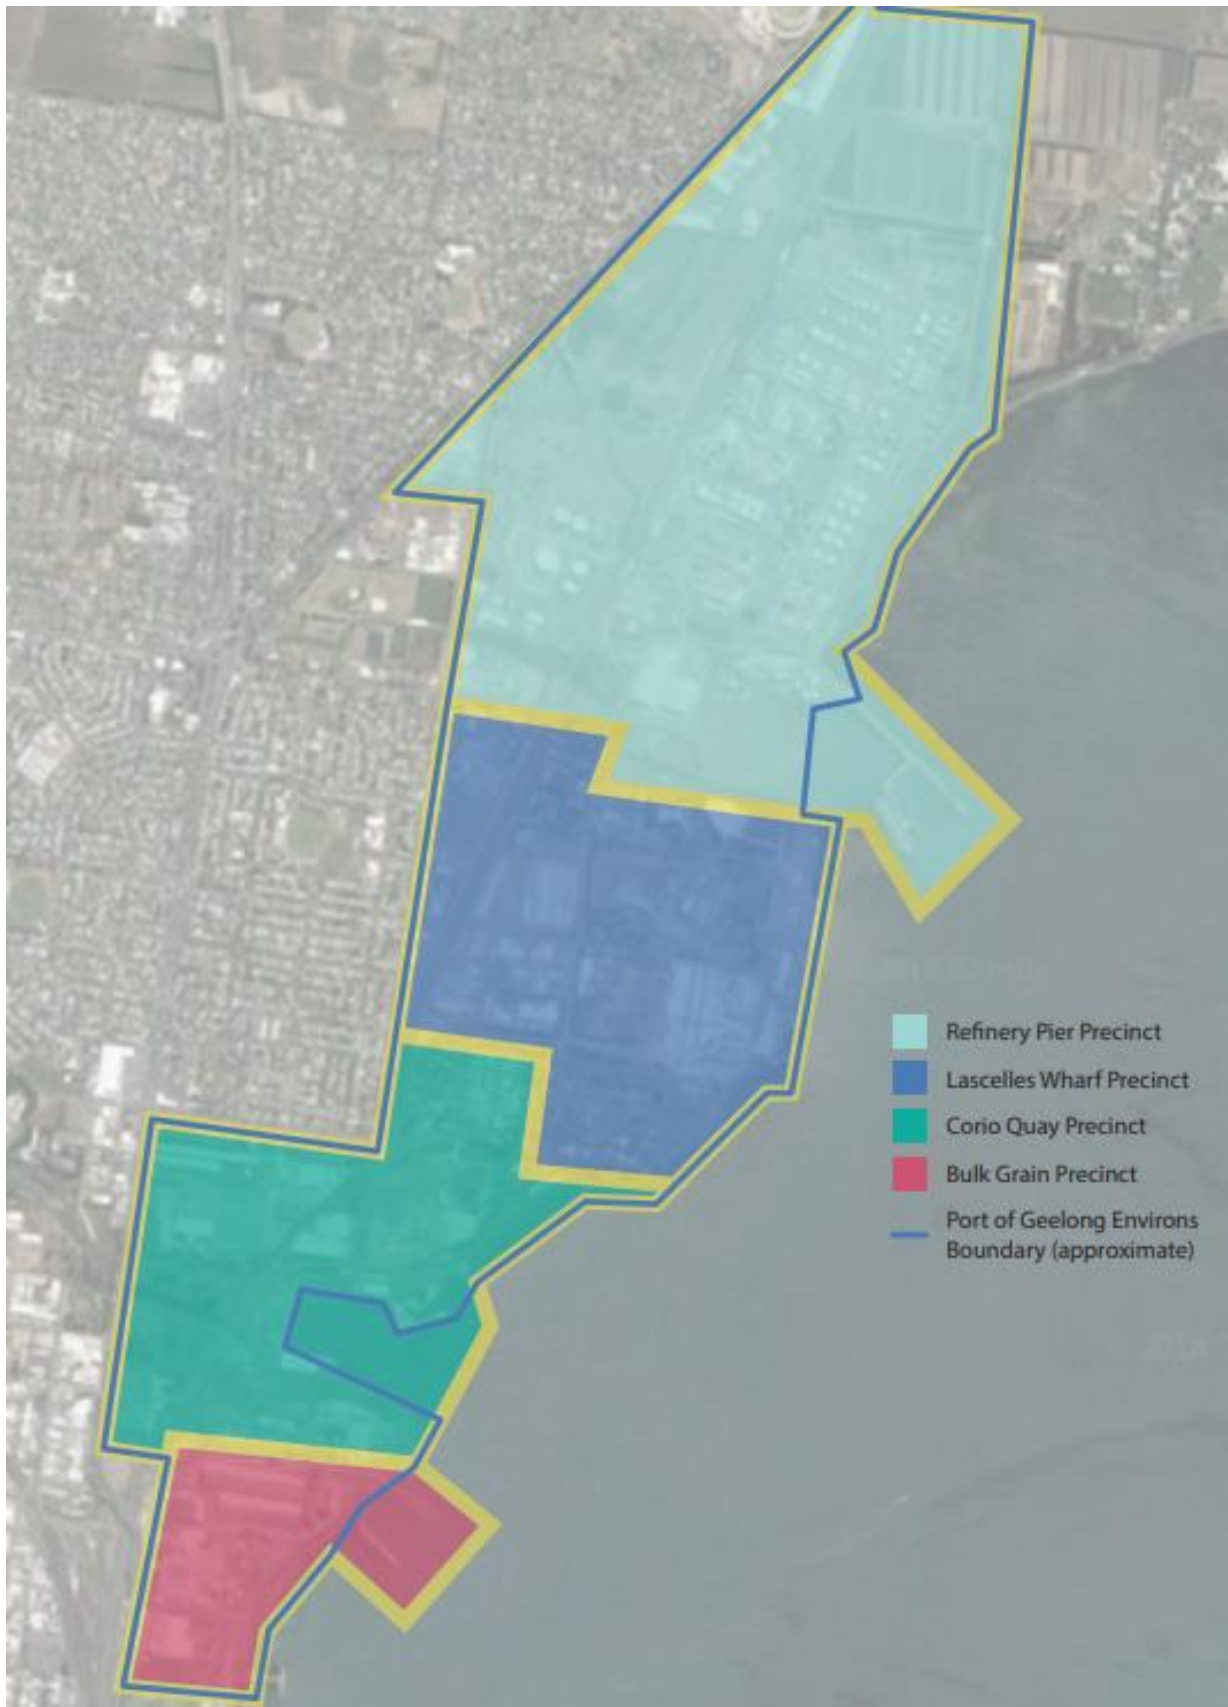 Refinery Pier Precinct
Lascelles Wharf Precinct
Corio Quay Precinct
Bulk Grain Precinct
Port of Geelong Environs
Boundary (approximate)